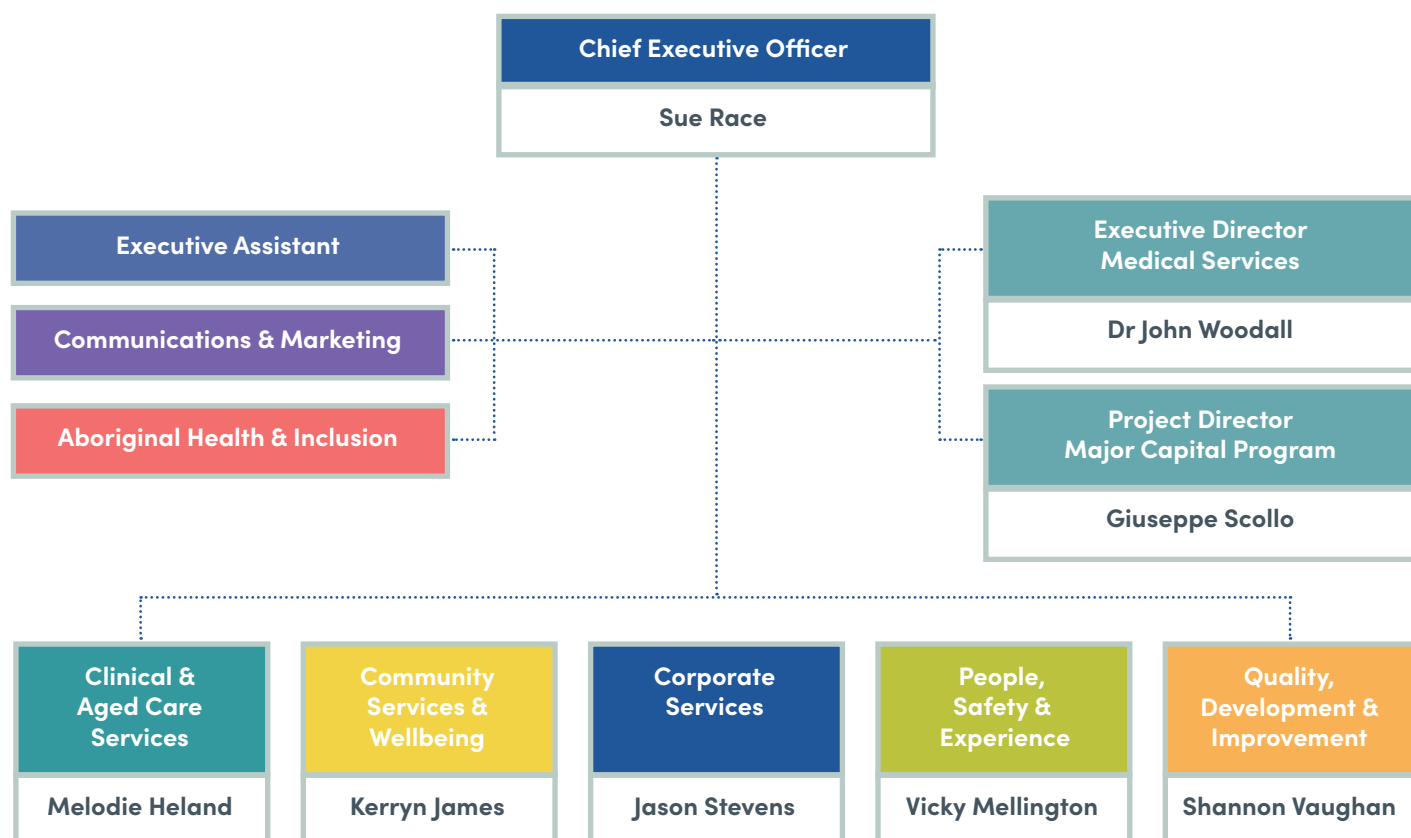 Chief Executive Officer
Sue Race
Executive Assistant
Communications & Marketing
Aboriginal Health & Inclusion
Executive Director
Medical Services
Dr John Woodall
Project Director
Major Capital Program
Giuseppe Scollo
Clinical &
Aged Care
Services
Melodie Heland
Community
Services &
Wellbeing
Kerryn James
Corporate
Services
Jason Stevens
People,
Safety &
Experience
Vicky Mellington
Quality,
Development &
Improvement
Shannon Vaughan